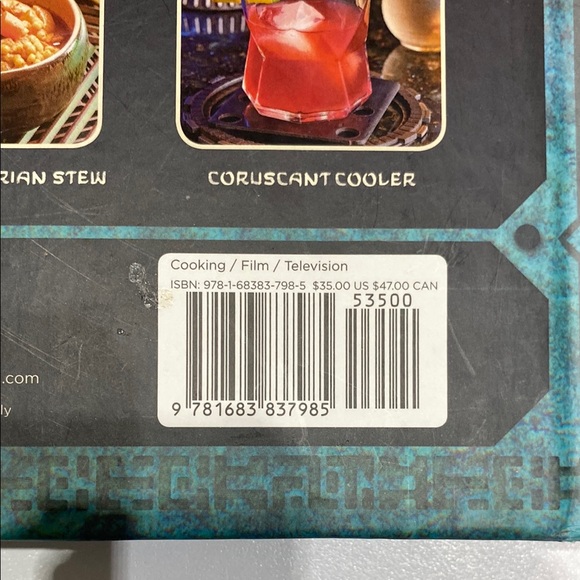 RIAN STEW
CORUSCANT COOLER
Cooking / Film / Television
ISBN: 978-1-68383-798-5 $35.00 US $47.00 CAN
53500
9 781683 837985
.com
ly